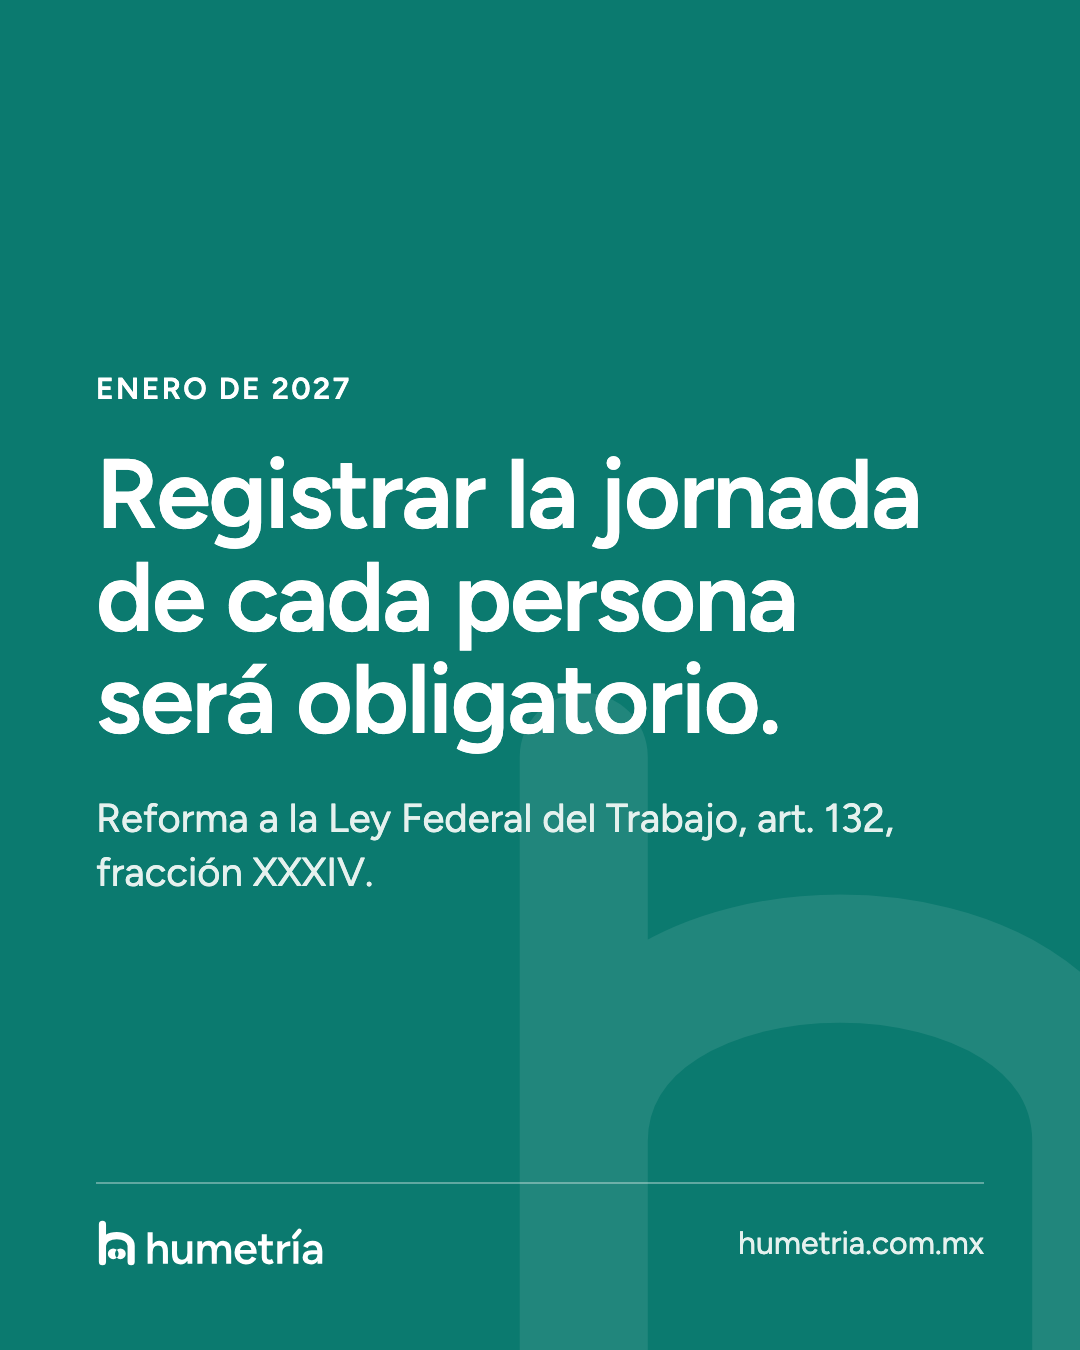 ENERO DE 2027
Registrar la jornada
de cada persona
será obligatorio.
Reforma a la Ley Federal del Trabajo, art. 132,
fracción XXXIV.
humetría
humetria.com.mx